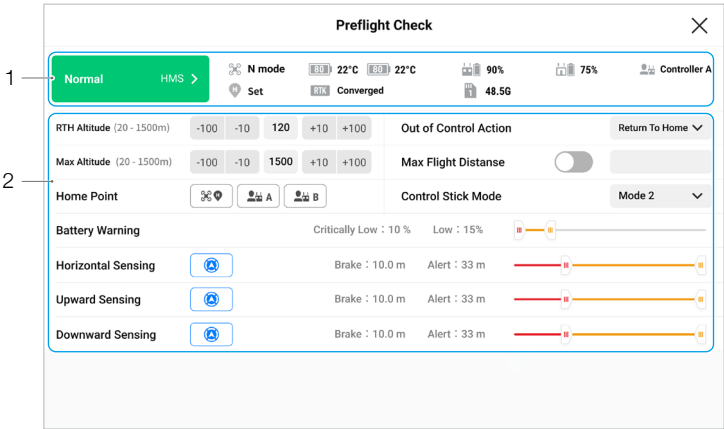 Preflight Check
1
Normal HMS
N mode 80 22°C 80 22°C 90% 75% Controller A
H Set RTK Converged 1 48.5G
2
RTH Altitude (20 - 1500m) -100 -10 120 +10 +100 Out of Control Action Return To Home
Max Altitude (20 - 1500m) -100 -10 1500 +10 +100 Max Flight Distanse
Home Point H A B Control Stick Mode Mode 2
Battery Warning Critically Low : 10 % Low : 15%
Horizontal Sensing Brake : 10.0 m Alert : 33 m
Upward Sensing Brake : 10.0 m Alert : 33 m
Downward Sensing Brake : 10.0 m Alert : 33 m